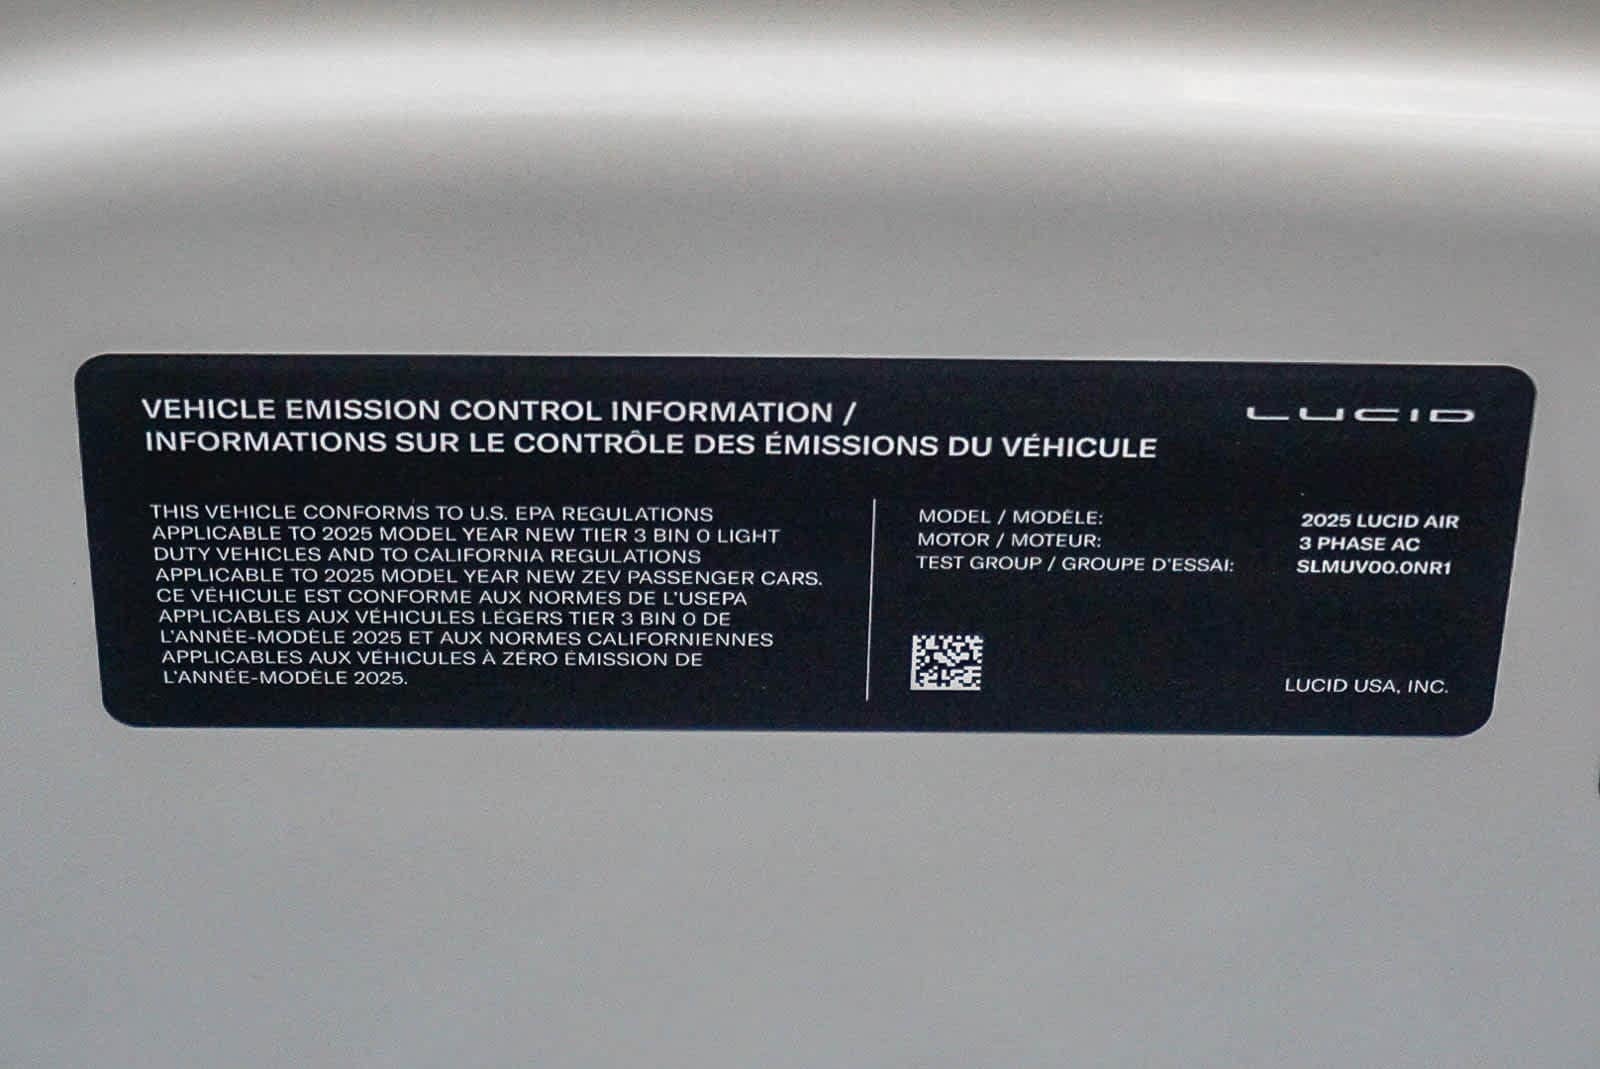 VEHICLE EMISSION CONTROL INFORMATION /
INFORMATIONS SUR LE CONTRÔLE DES ÉMISSIONS DU VÉHICULE
LUCID
THIS VEHICLE CONFORMS TO U.S. EPA REGULATIONS
APPLICABLE TO 2025 MODEL YEAR NEW TIER 3 BIN 0 LIGHT
DUTY VEHICLES AND TO CALIFORNIA REGULATIONS
APPLICABLE TO 2025 MODEL YEAR NEW ZEV PASSENGER CARS.
CE VÉHICULE EST CONFORME AUX NORMES DE L'USEPA
APPLICABLES AUX VÉHICULES LÉGERS TIER 3 BIN 0 DE
L'ANNÉE-MODÈLE 2025 ET AUX NORMES CALIFORNIENNES
APPLICABLES AUX VÉHICULES À ZÉRO ÉMISSION DE
L'ANNÉE-MODÈLE 2025.
MODEL / MODÈLE: 2025 LUCID AIR
MOTOR / MOTEUR: 3 PHASE AC
TEST GROUP / GROUPE D'ESSAI: SLMUV00.0NR1
LUCID USA, INC.